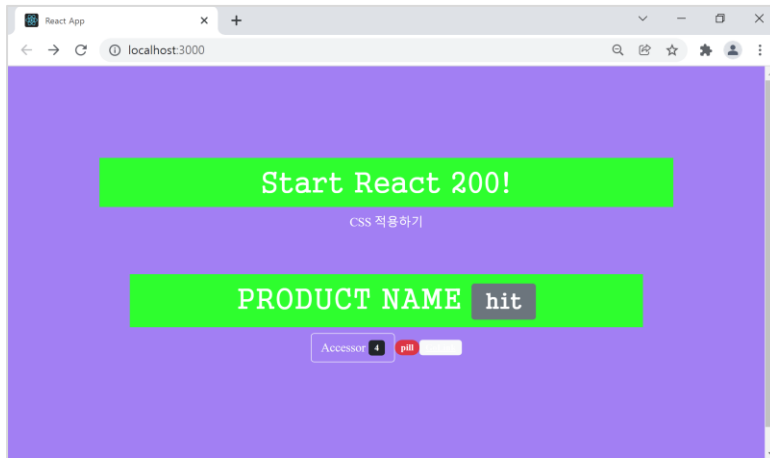 React App
localhost:3000
Start React 200!
CSS 적용하기
PRODUCT NAME hit
Accessor 4 pill